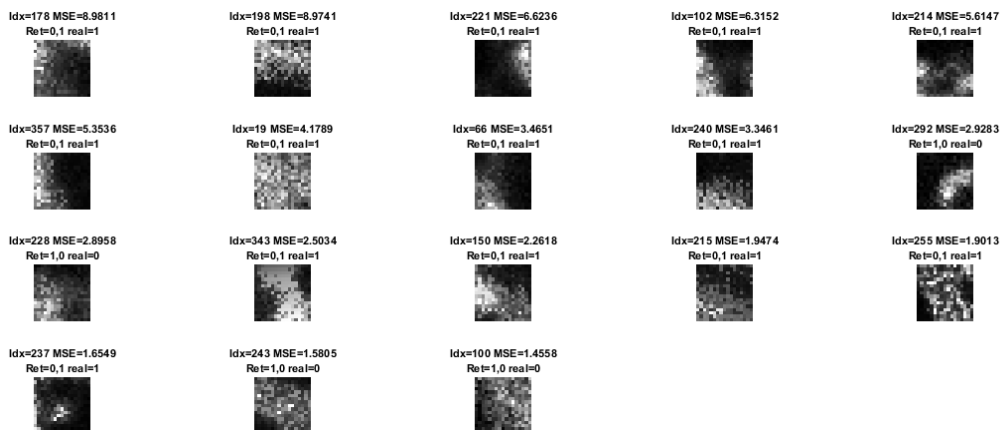 Idx=178 MSE=8.9811
Ret=0,1 real=1
Idx=198 MSE=8.9741
Ret=0,1 real=1
Idx=221 MSE=6.6236
Ret=0,1 real=1
Idx=102 MSE=6.3152
Ret=0,1 real=1
Idx=214 MSE=5.6147
Ret=0,1 real=1
Idx=357 MSE=5.3536
Ret=0,1 real=1
Idx=19 MSE=4.1789
Ret=0,1 real=1
Idx=66 MSE=3.4651
Ret=0,1 real=1
Idx=240 MSE=3.3461
Ret=0,1 real=1
Idx=292 MSE=2.9283
Ret=1,0 real=0
Idx=228 MSE=2.8958
Ret=1,0 real=0
Idx=343 MSE=2.5034
Ret=0,1 real=1
Idx=150 MSE=2.2618
Ret=0,1 real=1
Idx=215 MSE=1.9474
Ret=0,1 real=1
Idx=255 MSE=1.9013
Ret=0,1 real=1
Idx=237 MSE=1.6549
Ret=0,1 real=1
Idx=243 MSE=1.5805
Ret=1,0 real=0
Idx=100 MSE=1.4558
Ret=1,0 real=0